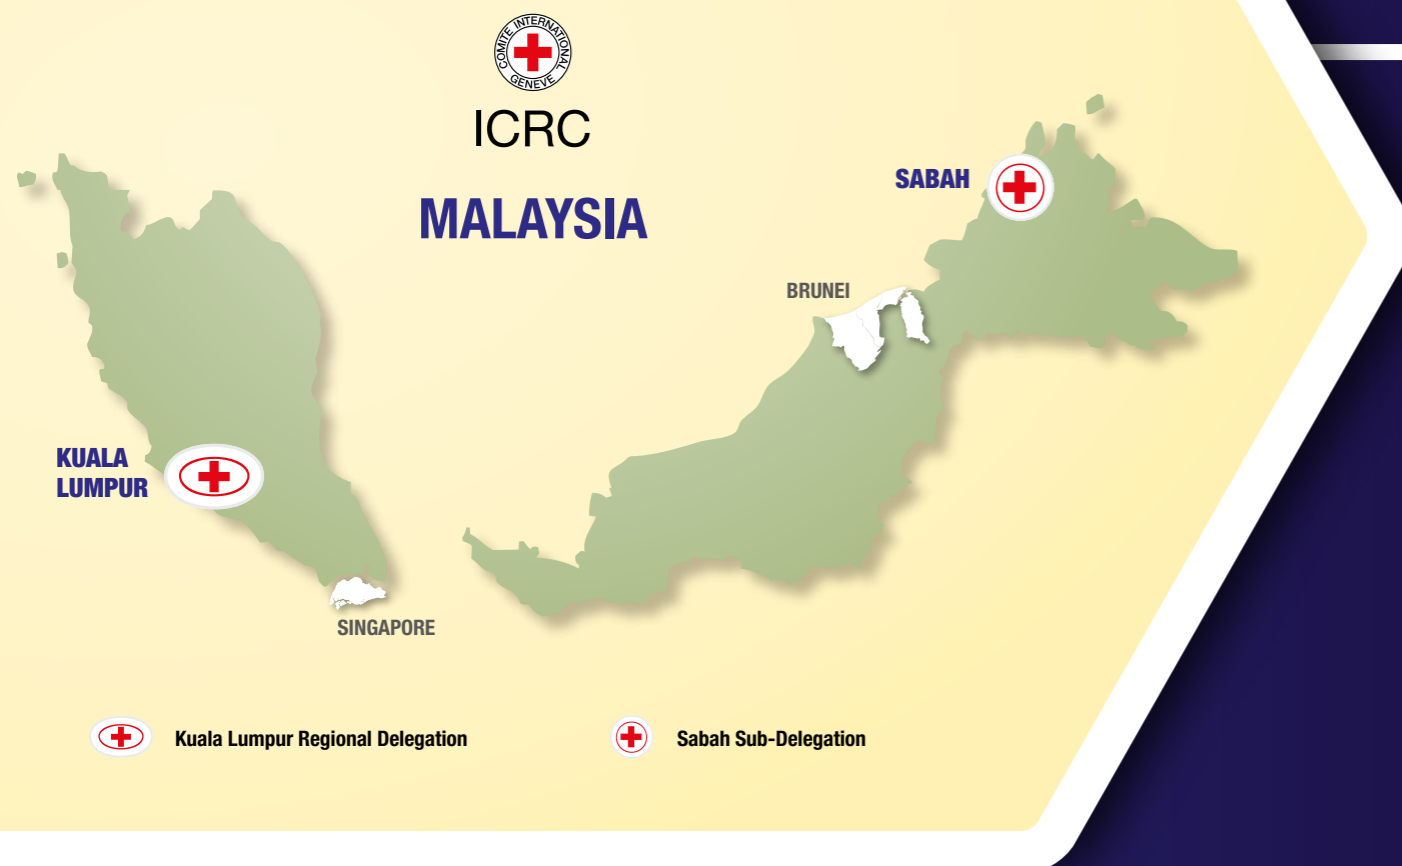 COMITE INTERNATIONAL
GENEVE
ICRC
MALAYSIA
SABAH
BRUNEI
KUALA
LUMPUR
SINGAPORE
Kuala Lumpur Regional Delegation
Sabah Sub-Delegation